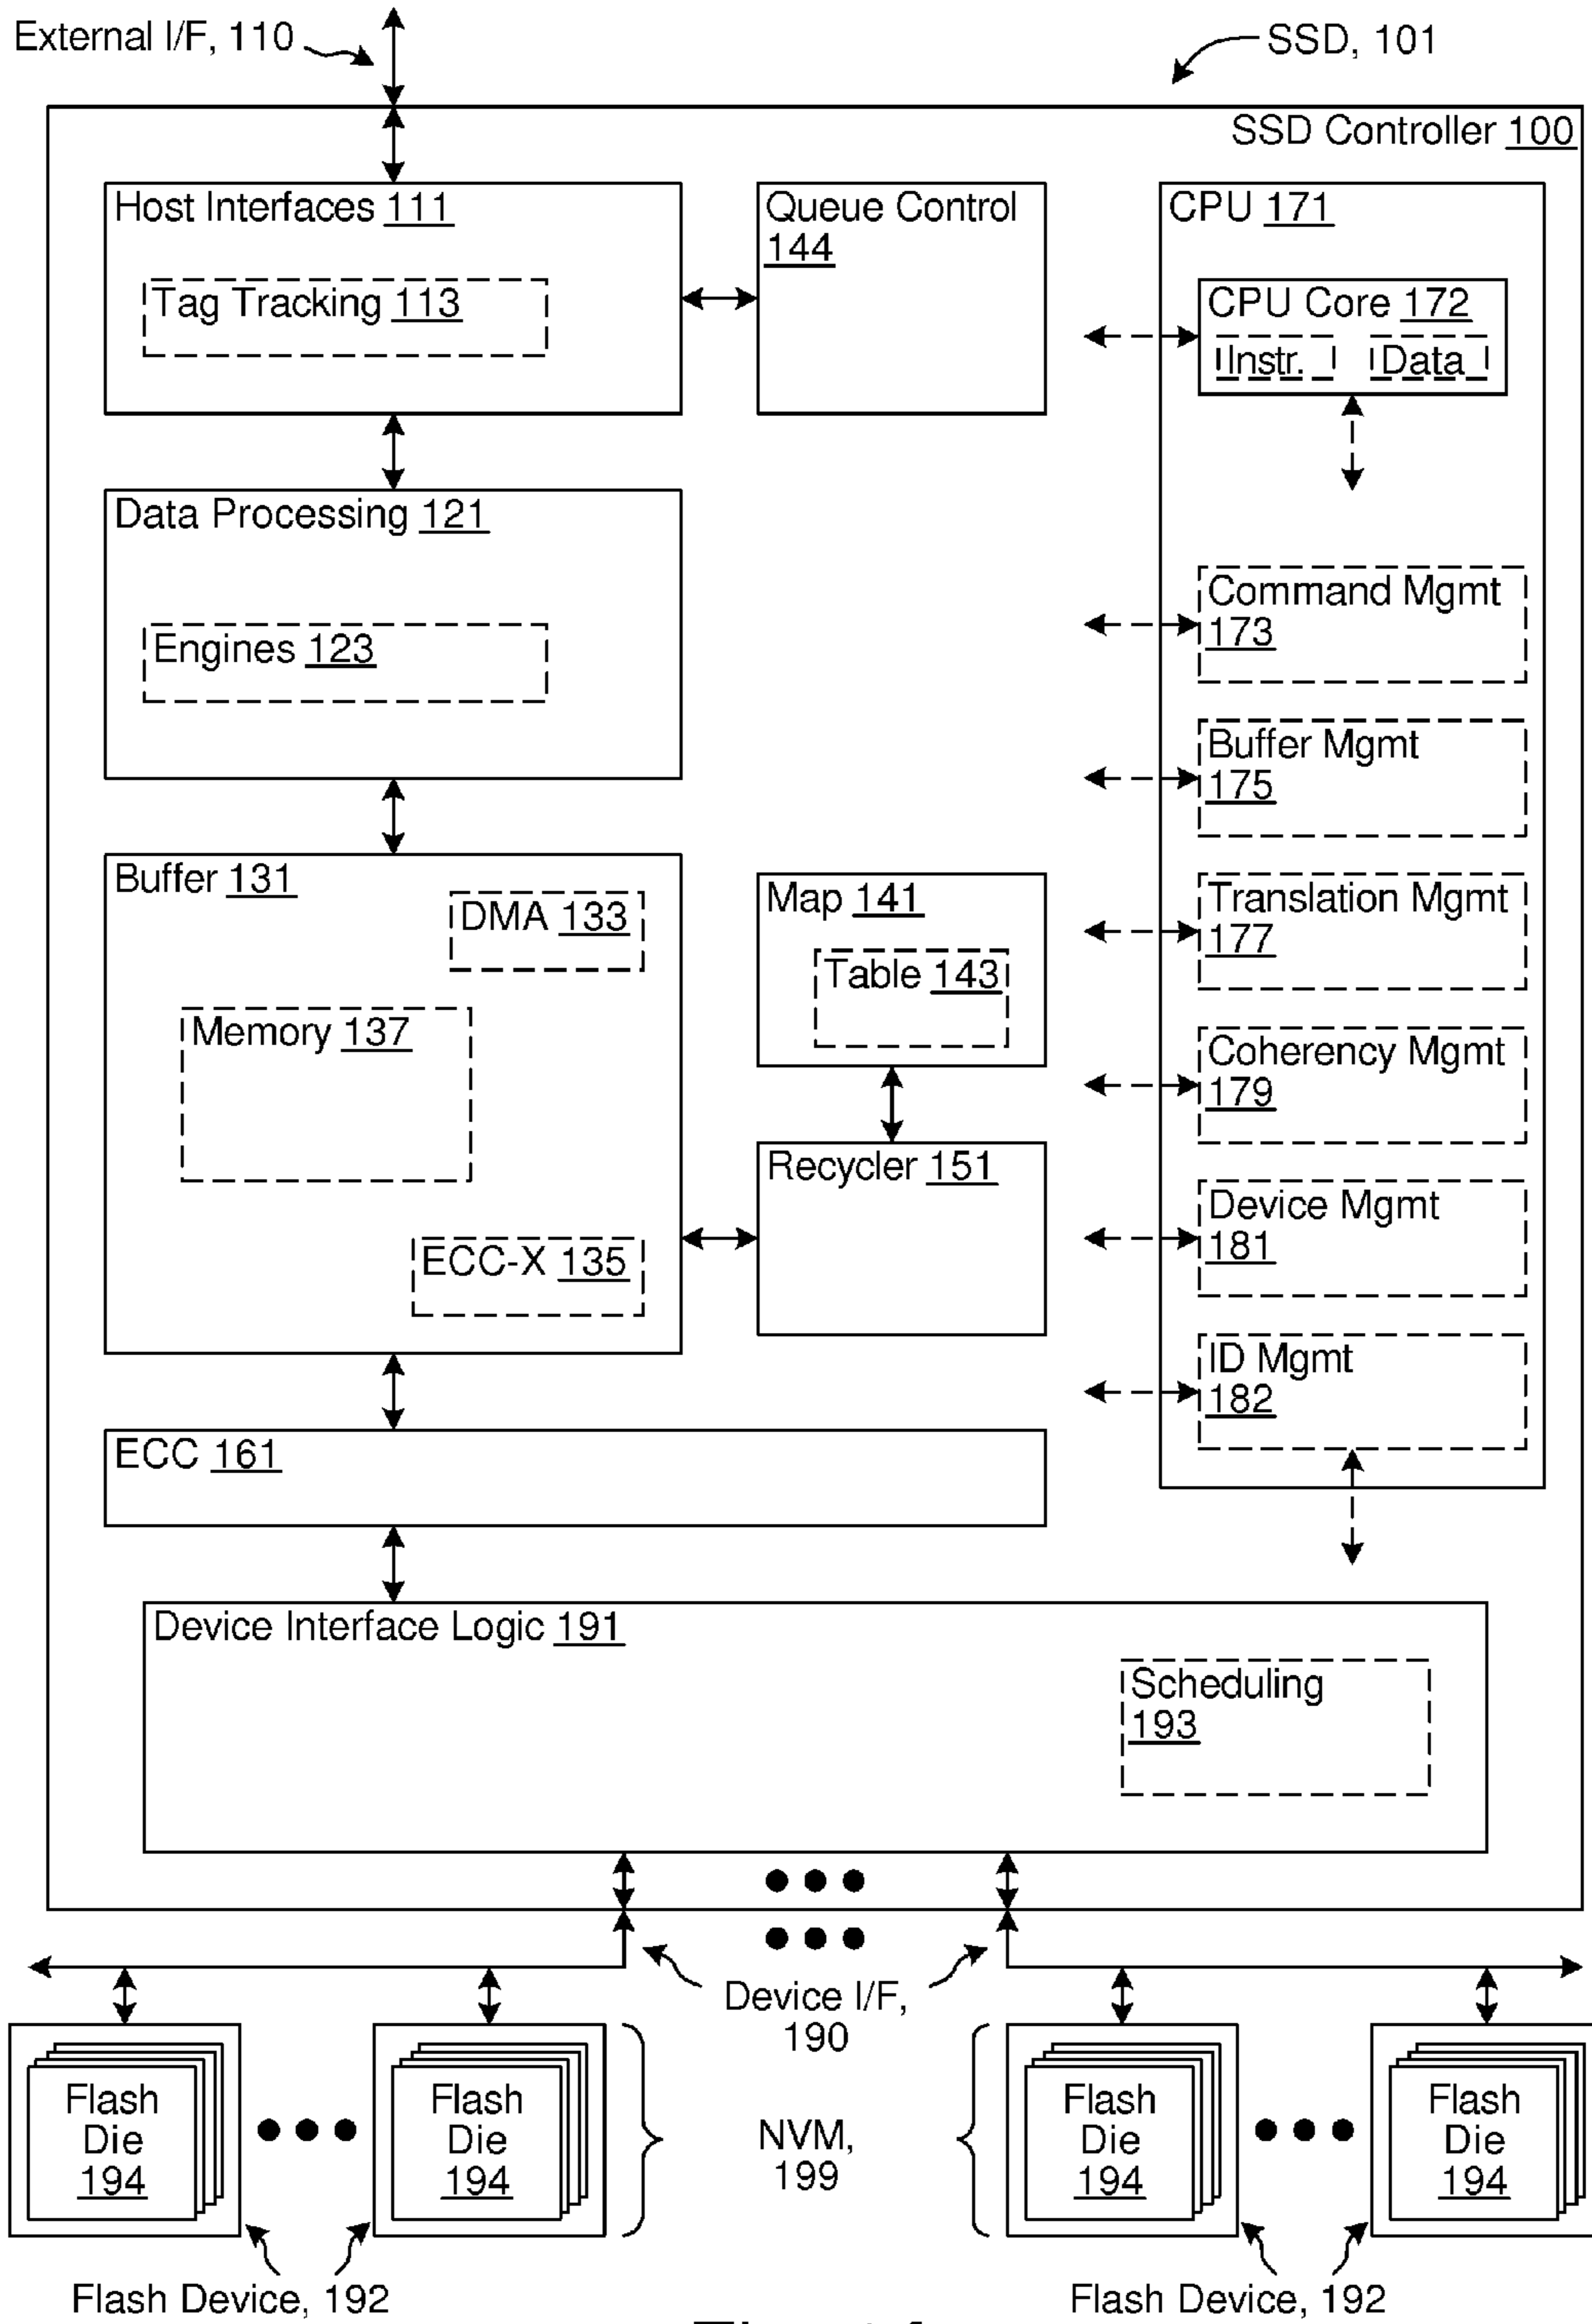 External I/F, 110
SSD, 101
SSD Controller 100
Host Interfaces 111
Tag Tracking 113
Queue Control
144
CPU 171
CPU Core 172
Instr.
Data
Data Processing 121
Engines 123
Command Mgmt
173
Buffer Mgmt
175
Buffer 131
DMA 133
Memory 137
ECC-X 135
Map 141
Table 143
Recycler 151
Translation Mgmt
177
Coherency Mgmt
179
Device Mgmt
181
ID Mgmt
182
ECC 161
Device Interface Logic 191
Scheduling
193
Device I/F,
190
Flash
Die
194
Flash
Die
194
NVM,
199
Flash
Die
194
Flash
Die
194
Flash Device, 192
Flash Device, 192